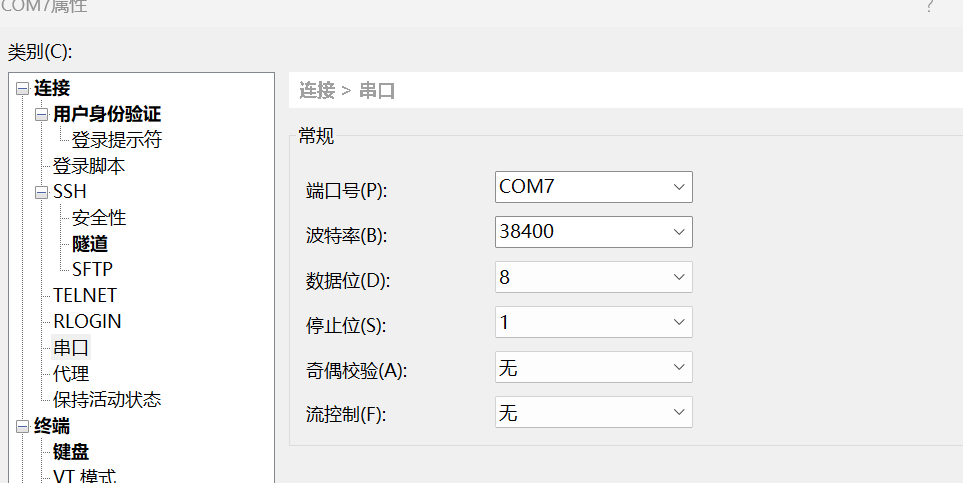 COM7属性
?
类别(C):
连接
用户身份验证
登录提示符
登录脚本
SSH
安全性
隧道
SFTP
TELNET
RLOGIN
串口
代理
保持活动状态
终端
键盘
VT 模式
连接 > 串口
常规
端口号(P): COM7
波特率(B): 38400
数据位(D): 8
停止位(S): 1
奇偶校验(A): 无
流控制(F): 无